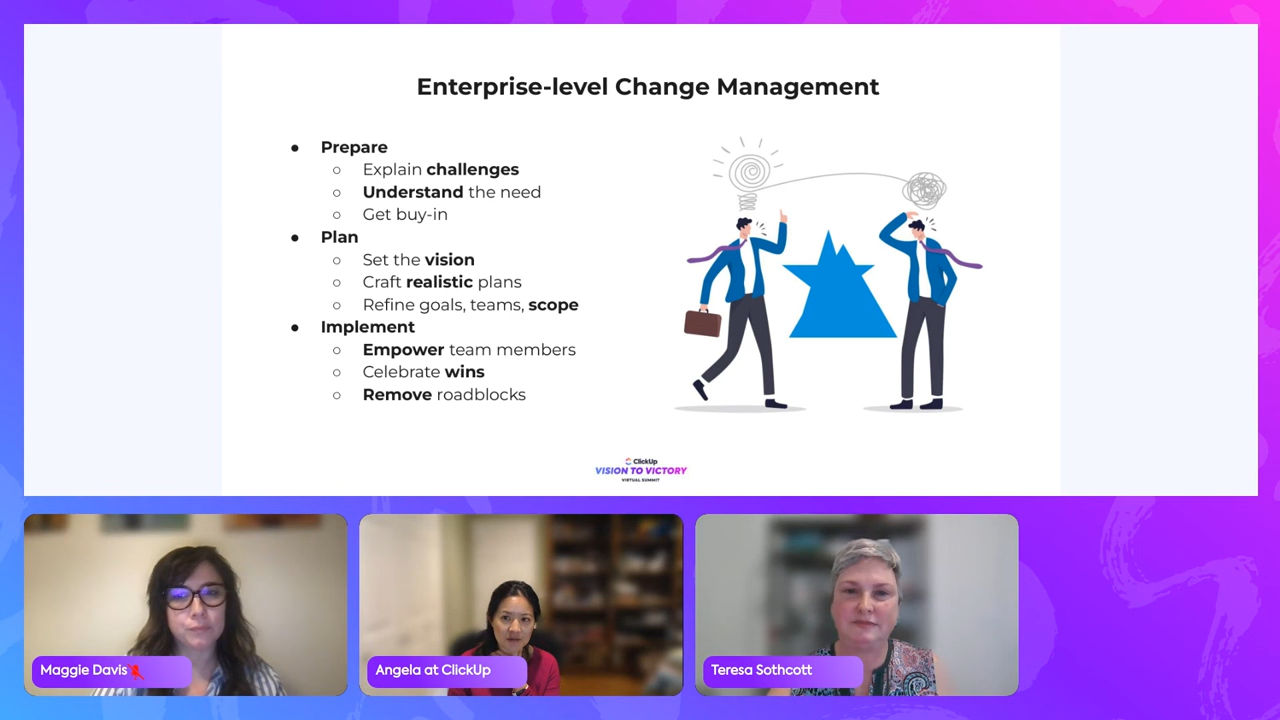 Enterprise-level Change Management
● Prepare
○ Explain challenges
○ Understand the need
○ Get buy-in
● Plan
○ Set the vision
○ Craft realistic plans
○ Refine goals, teams, scope
● Implement
○ Empower team members
○ Celebrate wins
○ Remove roadblocks
ClickUp
VISION TO VICTORY
VIRTUAL SUMMIT
Maggie Davis
Angela at ClickUp
Teresa Sothcott